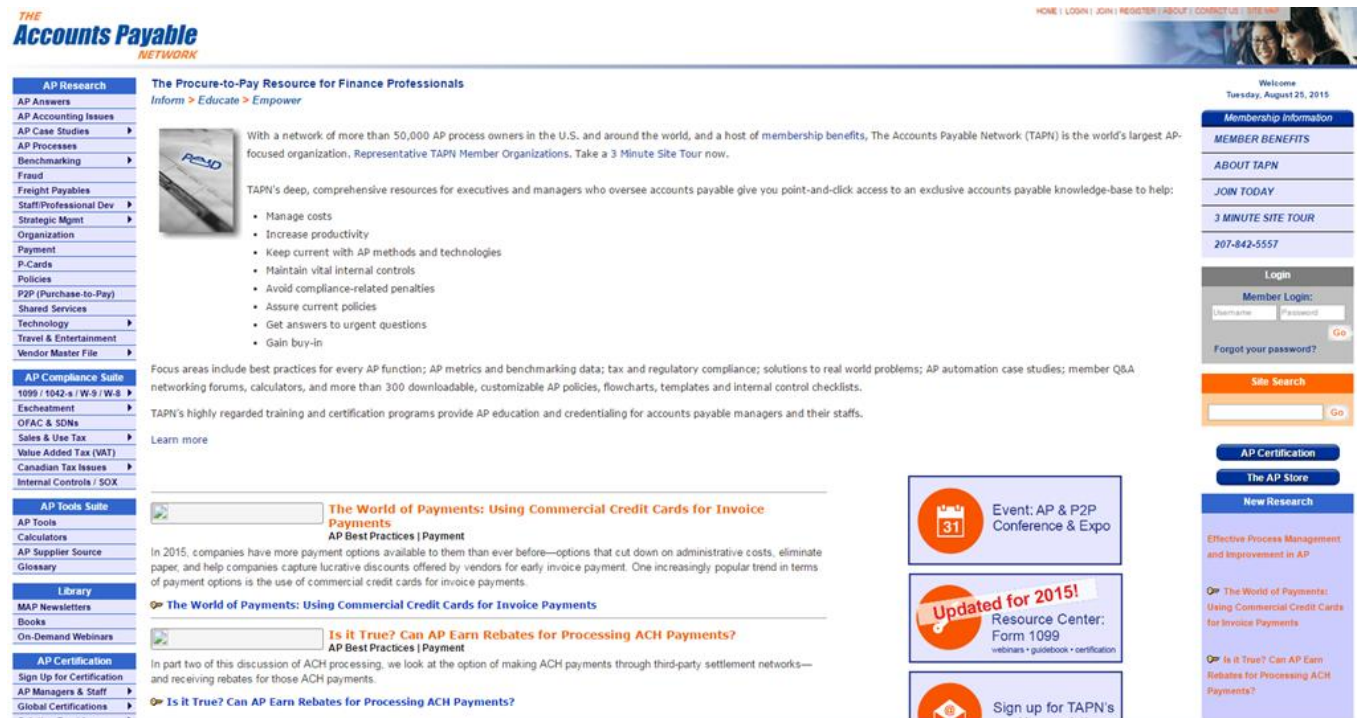 THE
Accounts Payable
NETWORK
HOME | LOGIN | JOIN | REGISTER | ABOUT | CONTACT US | SITE MAP
AP Research
AP Answers
AP Accounting Issues
AP Case Studies
AP Processes
Benchmarking
Fraud
Freight Payables
Staff/Professional Dev
Strategic Mgmt
Organization
Payment
P-Cards
Policies
P2P (Purchase-to-Pay)
Shared Services
Technology
Travel & Entertainment
Vendor Master File
AP Compliance Suite
1099 / 1042-s / W-9 / W-8
Escheatment
OFAC & SDNs
Sales & Use Tax
Value Added Tax (VAT)
Canadian Tax Issues
Internal Controls / SOX
AP Tools Suite
AP Tools
Calculators
AP Supplier Source
Glossary
Library
MAP Newsletters
Books
On-Demand Webinars
AP Certification
Sign Up for Certification
AP Managers & Staff
Global Certifications
The Procure-to-Pay Resource for Finance Professionals
Inform > Educate > Empower
With a network of more than 50,000 AP process owners in the U.S. and around the world, and a host of membership benefits, The Accounts Payable Network (TAPN) is the world's largest AP-
focused organization. Representative TAPN Member Organizations. Take a 3 Minute Site Tour now.
TAPN's deep, comprehensive resources for executives and managers who oversee accounts payable give you point-and-click access to an exclusive accounts payable knowledge-base to help:
• Manage costs
• Increase productivity
• Keep current with AP methods and technologies
• Maintain vital internal controls
• Avoid compliance-related penalties
• Assure current policies
• Get answers to urgent questions
• Gain buy-in
Focus areas include best practices for every AP function; AP metrics and benchmarking data; tax and regulatory compliance; solutions to real world problems; AP automation case studies; member Q&A
networking forums, calculators, and more than 300 downloadable, customizable AP policies, flowcharts, templates and internal control checklists.
TAPN's highly regarded training and certification programs provide AP education and credentialing for accounts payable managers and their staffs.
Learn more
The World of Payments: Using Commercial Credit Cards for Invoice
Payments
AP Best Practices | Payment
In 2015, companies have more payment options available to them than ever before—options that cut down on administrative costs, eliminate
paper, and help companies capture lucrative discounts offered by vendors for early invoice payment. One increasingly popular trend in terms
of payment options is the use of commercial credit cards for invoice payments.
The World of Payments: Using Commercial Credit Cards for Invoice Payments
Is it True? Can AP Earn Rebates for Processing ACH Payments?
AP Best Practices | Payment
In part two of this discussion of ACH processing, we look at the option of making ACH payments through third-party settlement networks—
and receiving rebates for those ACH payments.
Is it True? Can AP Earn Rebates for Processing ACH Payments?
31
Event: AP & P2P
Conference & Expo
Updated for 2015!
Resource Center:
Form 1099
webinars • guidebook • certification
Sign up for TAPN's
Welcome
Tuesday, August 25, 2015
Membership Information
MEMBER BENEFITS
ABOUT TAPN
JOIN TODAY
3 MINUTE SITE TOUR
207-842-5557
Login
Member Login:
Username Password
Go
Forgot your password?
Site Search
Go
AP Certification
The AP Store
New Research
Effective Process Management
and Improvement in AP
The World of Payments:
Using Commercial Credit Cards
for Invoice Payments
Is it True? Can AP Earn
Rebates for Processing ACH
Payments?